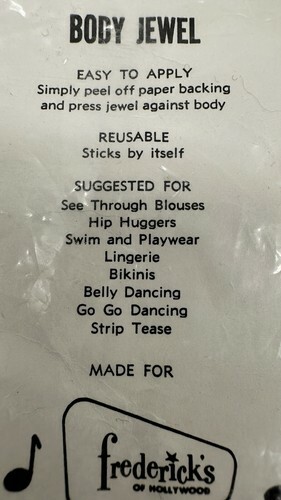 BODY JEWEL
EASY TO APPLY
Simply peel off paper backing
and press jewel against body
REUSABLE
Sticks by itself
SUGGESTED FOR
See Through Blouses
Hip Huggers
Swim and Playwear
Lingerie
Bikinis
Belly Dancing
Go Go Dancing
Strip Tease
MADE FOR
frederick's
OF HOLLYWOOD